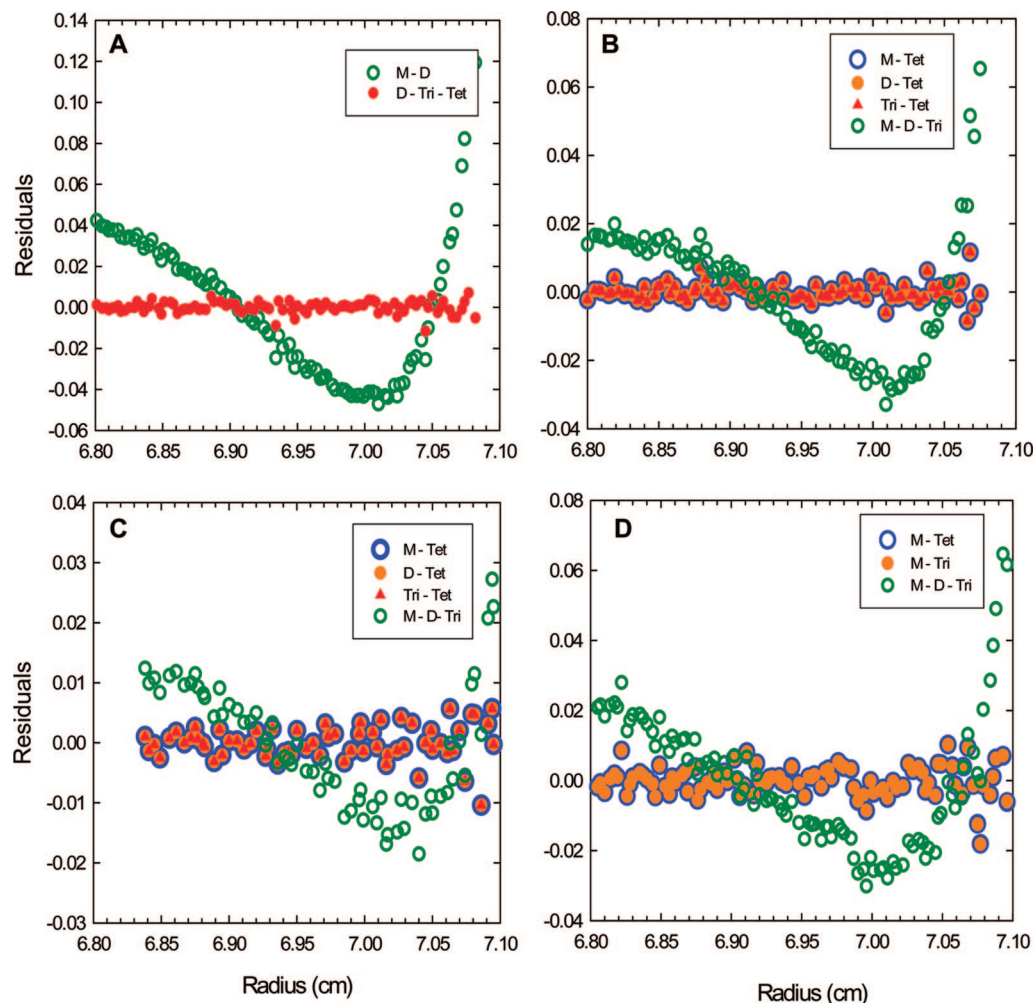 A
M - D
D - Tri - Tet
0.14
0.12
0.10
0.08
0.06
0.04
0.02
0.00
-0.02
-0.04
-0.06
Residuals
6.80 6.85 6.90 6.95 7.00 7.05 7.10
B
M - Tet
D - Tet
Tri - Tet
M - D - Tri
0.08
0.06
0.04
0.02
0.00
-0.02
-0.04
6.80 6.85 6.90 6.95 7.00 7.05 7.10
C
M - Tet
D - Tet
Tri - Tet
M - D - Tri
0.04
0.03
0.02
0.01
0.00
-0.01
-0.02
-0.03
Residuals
6.80 6.85 6.90 6.95 7.00 7.05 7.10
Radius (cm)
D
M - Tet
M - Tri
M - D - Tri
0.08
0.06
0.04
0.02
0.00
-0.02
-0.04
6.80 6.85 6.90 6.95 7.00 7.05 7.10
Radius (cm)